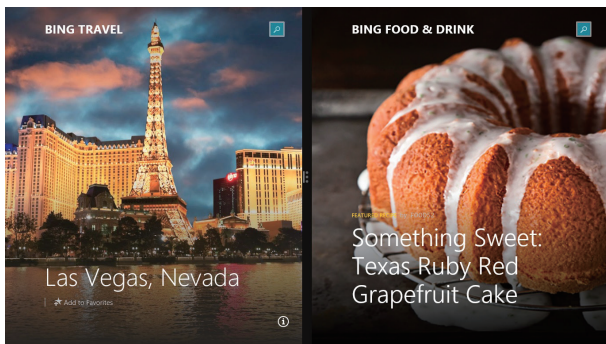 BING TRAVEL
Las Vegas, Nevada
Add to Favorites
BING FOOD & DRINK
Something Sweet:
Texas Ruby Red
Grapefruit Cake